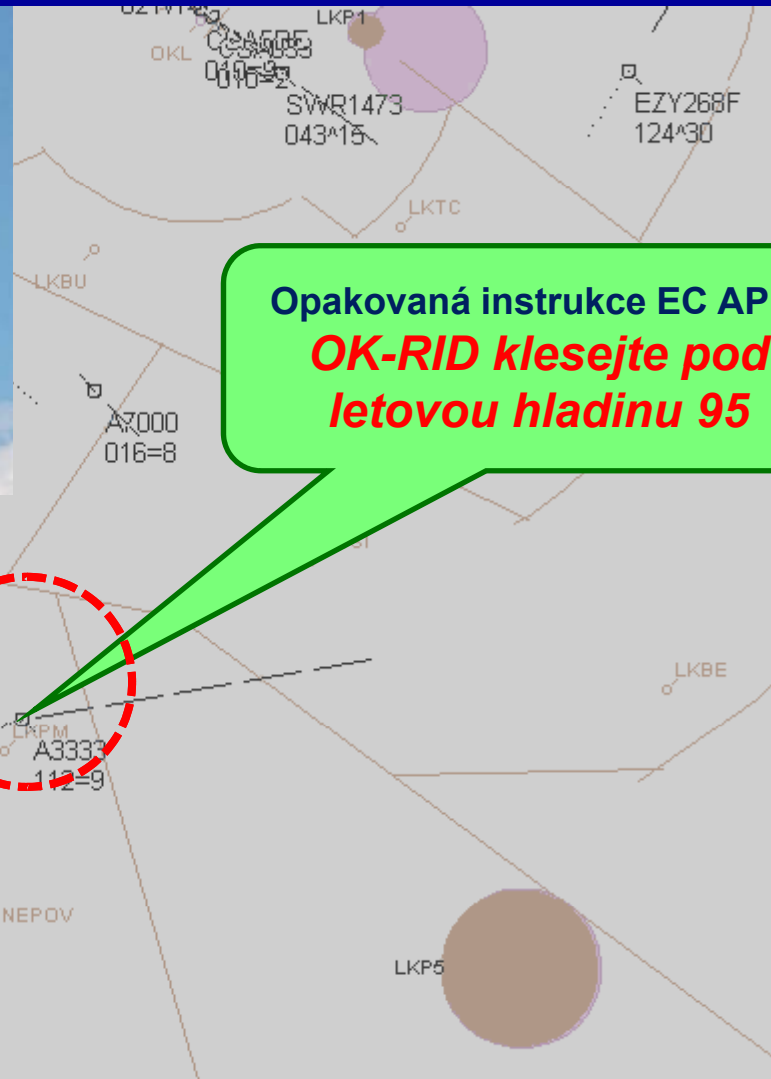 LKP1
OKL
SWR1473
043^15
EZY268F
124^30
LKTC
LKBU
Opakovaná instrukce EC AP
OK-RID klesejte pod
letovou hladinu 95
A7000
016=8
LKBE
LKPM
A3333
112=9
NEPOV
LKP5